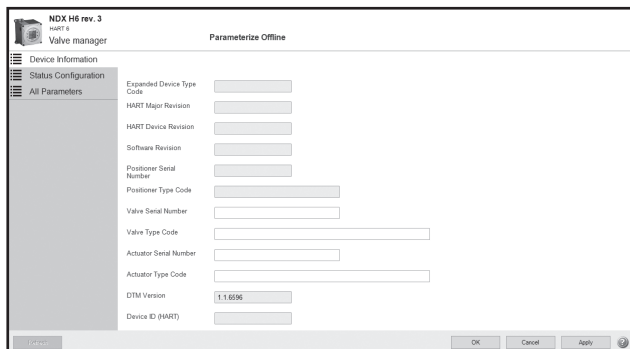 NDX H6 rev. 3
HART 6
Valve manager
Parameterize Offline
Device Information
Status Configuration
All Parameters
Expanded Device Type
Code
HART Major Revision
HART Device Revision
Software Revision
Positioner Serial
Number
Positioner Type Code
Valve Serial Number
Valve Type Code
Actuator Serial Number
Actuator Type Code
DTM Version
1.1.6596
Device ID (HART)
OK
Cancel
Apply
?